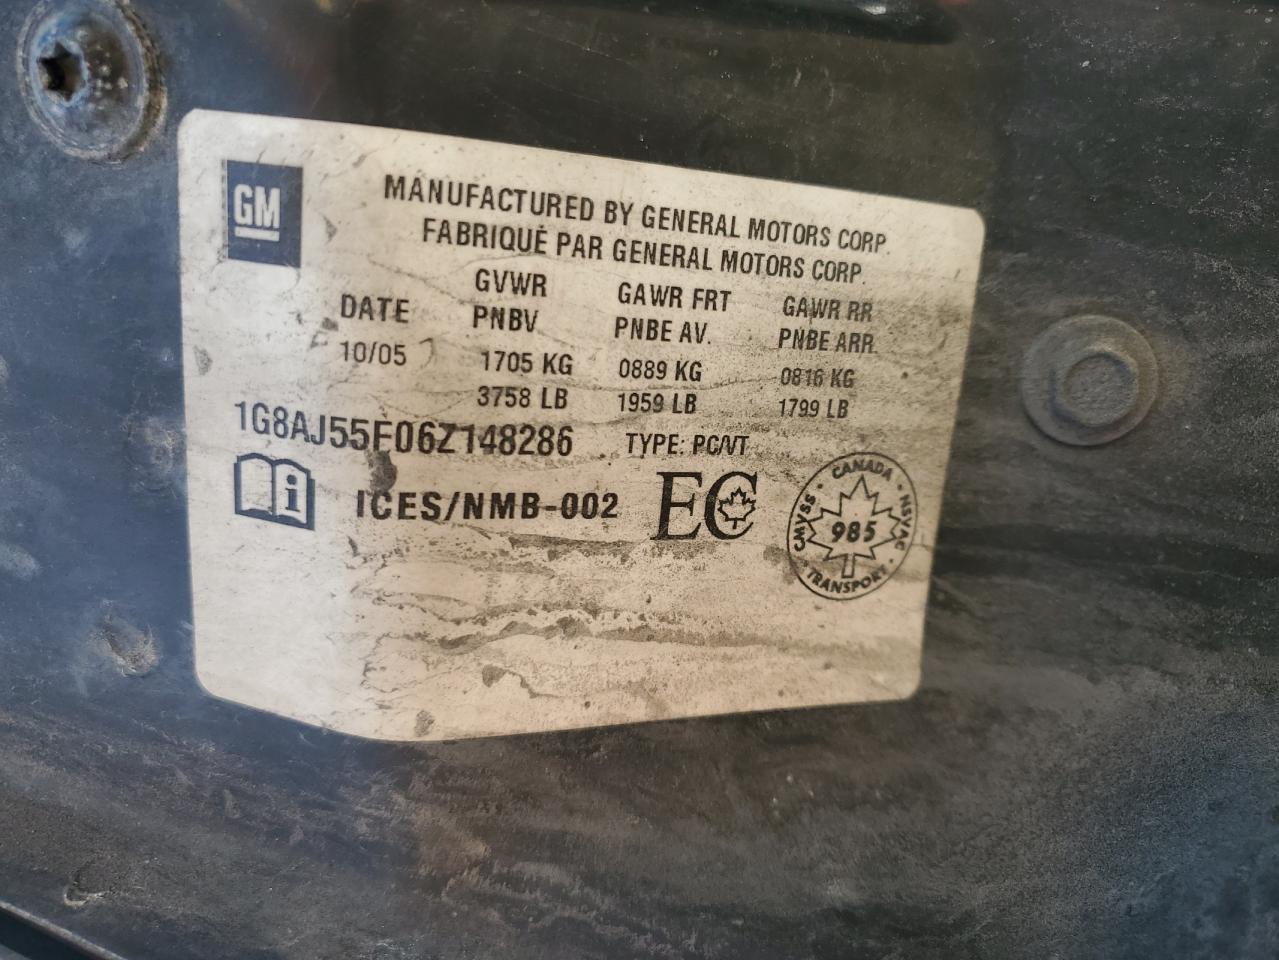 GM
MANUFACTURED BY GENERAL MOTORS CORP.
FABRIQUÉ PAR GENERAL MOTORS CORP.
DATE GVWR PNBV GAWR FRT PNBE AV. GAWR RR PNBE ARR.
10/05 1705 KG 0889 KG 0816 KG
3758 LB 1959 LB 1799 LB
1G8AJ55F06Z148286 TYPE: PC/VT
i ICES/NMB-002 EC
CANADA
CMVSS NSVAC
985
TRANSPORT